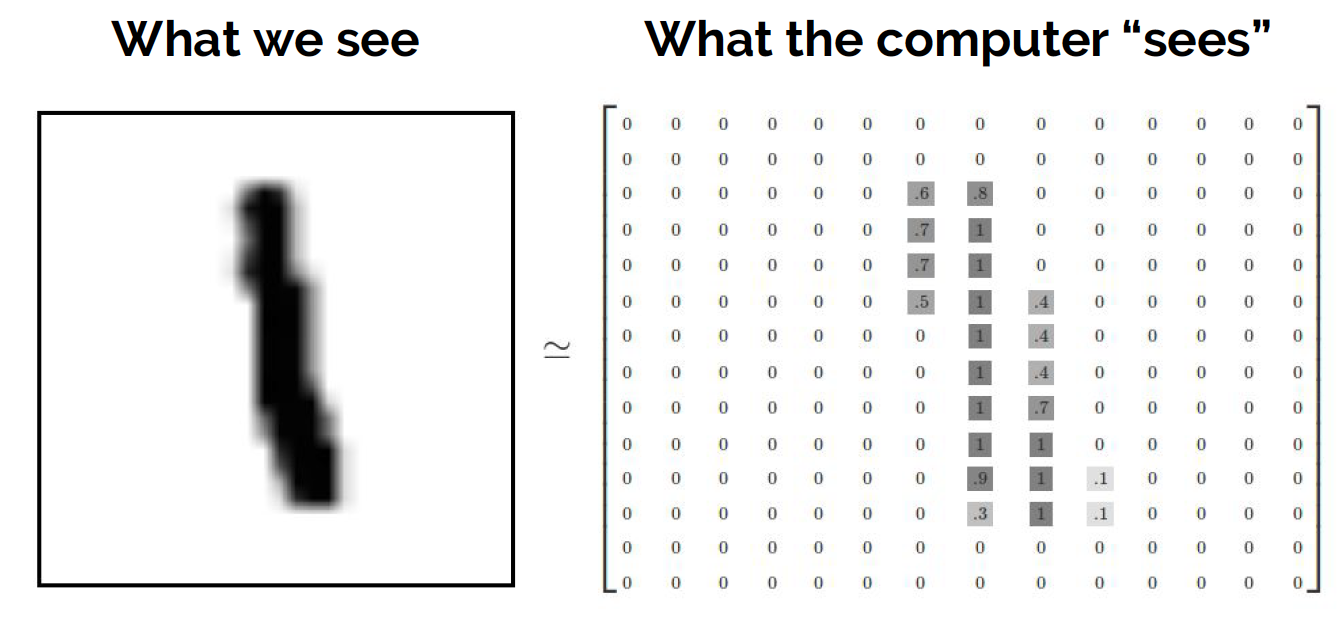 What we see
What the computer “sees”
≃
0 0 0 0 0 0 0 0 0 0 0 0 0 0
0 0 0 0 0 0 0 0 0 0 0 0 0 0
0 0 0 0 0 0 .6 .8 0 0 0 0 0 0
0 0 0 0 0 0 .7 1 0 0 0 0 0 0
0 0 0 0 0 0 .7 1 0 0 0 0 0 0
0 0 0 0 0 0 .5 1 .4 0 0 0 0 0
0 0 0 0 0 0 0 1 .4 0 0 0 0 0
0 0 0 0 0 0 0 1 .4 0 0 0 0 0
0 0 0 0 0 0 0 1 .7 0 0 0 0 0
0 0 0 0 0 0 0 1 1 0 0 0 0 0
0 0 0 0 0 0 0 .9 1 .1 0 0 0 0
0 0 0 0 0 0 0 .3 1 .1 0 0 0 0
0 0 0 0 0 0 0 0 0 0 0 0 0 0
0 0 0 0 0 0 0 0 0 0 0 0 0 0